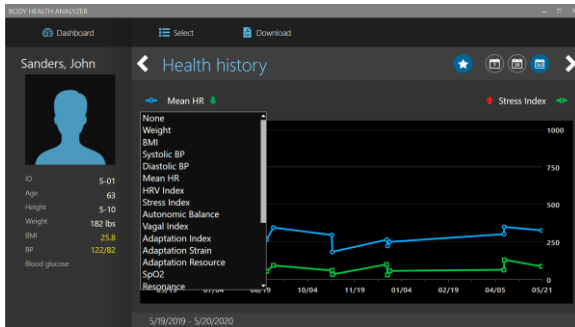 BODY HEALTH ANALYZER
Dashboard
Select
Download
Sanders, John
Health history
Mean HR
Stress Index
None
Weight
BMI
Systolic BP
Diastolic BP
Mean HR
HRV Index
Stress Index
Autonomic Balance
Vagal Index
Adaptation Index
Adaptation Strain
Adaptation Resource
SpO2
Resonance
1000
750
500
250
0
07/04
08/19
10/04
11/19
01/04
02/19
04/05
05/21
ID S-01
Age 63
Height 5-10
Weight 182 lbs
BMI 25.8
BP 122/82
Blood glucose
5/19/2019 - 5/20/2020